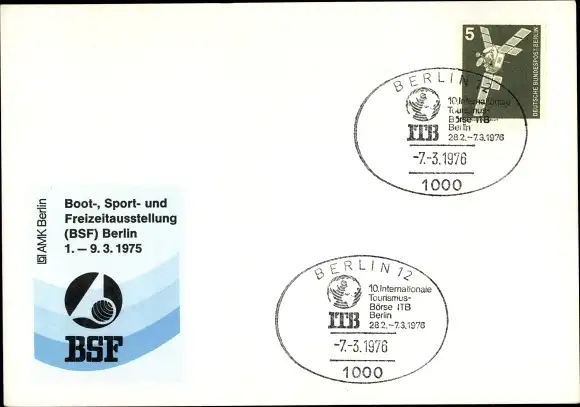 5
DEUTSCHE BUNDESPOST BERLIN
BERLIN 12
10.Internationale
Tourismus-
Börse ITB
Berlin
28.2.–7.3.1976
ITB
-7.-3.1976
1000
AMK Berlin
Boot-, Sport- und
Freizeitausstellung
(BSF) Berlin
1. – 9. 3. 1975
BSF
BERLIN 12
10.Internationale
Tourismus-
Börse ITB
Berlin
28.2.–7.3.1976
ITB
-7.-3.1976
1000